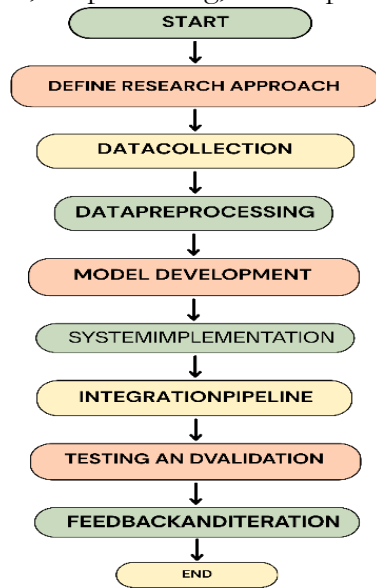 START
DEFINE RESEARCH APPROACH
DATACOLLECTION
DATAPREPROCESSING
MODEL DEVELOPMENT
SYSTEMIMPLEMENTATION
INTEGRATIONPIPELINE
TESTING AN DVALIDATION
FEEDBACKANDITERATION
END